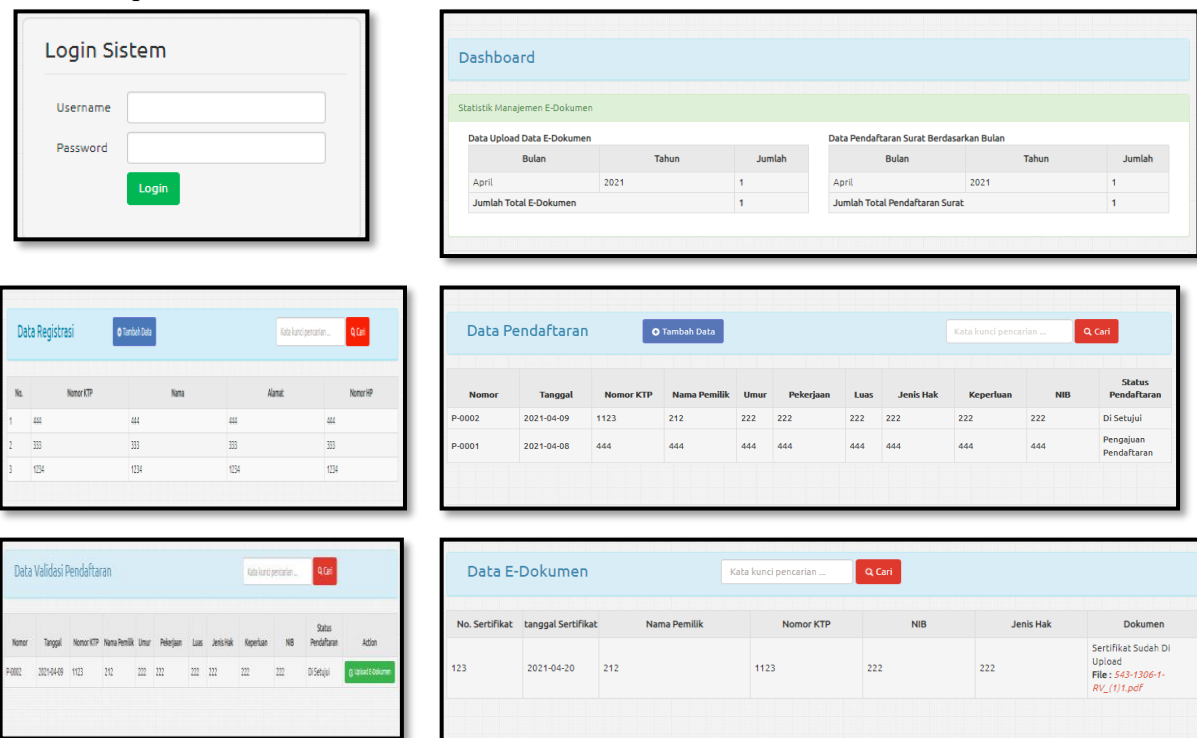 Login Sistem
Username
Password
Login
Dashboard
Statistik Manajemen E-Dokumen
Data Upload Data E-Dokumen
Bulan Tahun Jumlah
April 2021 1
Jumlah Total E-Dokumen 1
Data Pendaftaran Surat Berdasarkan Bulan
Bulan Tahun Jumlah
April 2021 1
Jumlah Total Pendaftaran Surat 1
Data Registrasi Tambah Data Kata kunci pencarian ... Cari
No. Nomor KTP Nama Alamat Nomor HP
1 444 444 444 444
2 333 333 333 333
3 1234 1234 1234 1234
Data Pendaftaran Tambah Data Kata kunci pencarian ... Cari
Nomor Tanggal Nomor KTP Nama Pemilik Umur Pekerjaan Luas Jenis Hak Keperluan NIB Status
Pendaftaran
P-0002 2021-04-09 1123 212 222 222 222 222 222 222 Di Setujui
P-0001 2021-04-08 444 444 444 444 444 444 444 444 Pengajuan
Pendaftaran
Data Validasi Pendaftaran Kata kunci pencarian ... Cari
Nomor Tanggal Nomor KTP Nama Pemilik Umur Pekerjaan Luas Jenis Hak Keperluan NIB Status
Pendaftaran Action
P-0002 2021-04-09 1123 212 222 222 222 222 222 222 Di Setujui Upload E-Dokumen
Data E-Dokumen Kata kunci pencarian ... Cari
No. Sertifikat tanggal Sertifikat Nama Pemilik Nomor KTP NIB Jenis Hak Dokumen
123 2021-04-20 212 1123 222 222 Sertifikat Sudah Di
Upload
File : 543-1306-1-
RV_(1)1.pdf